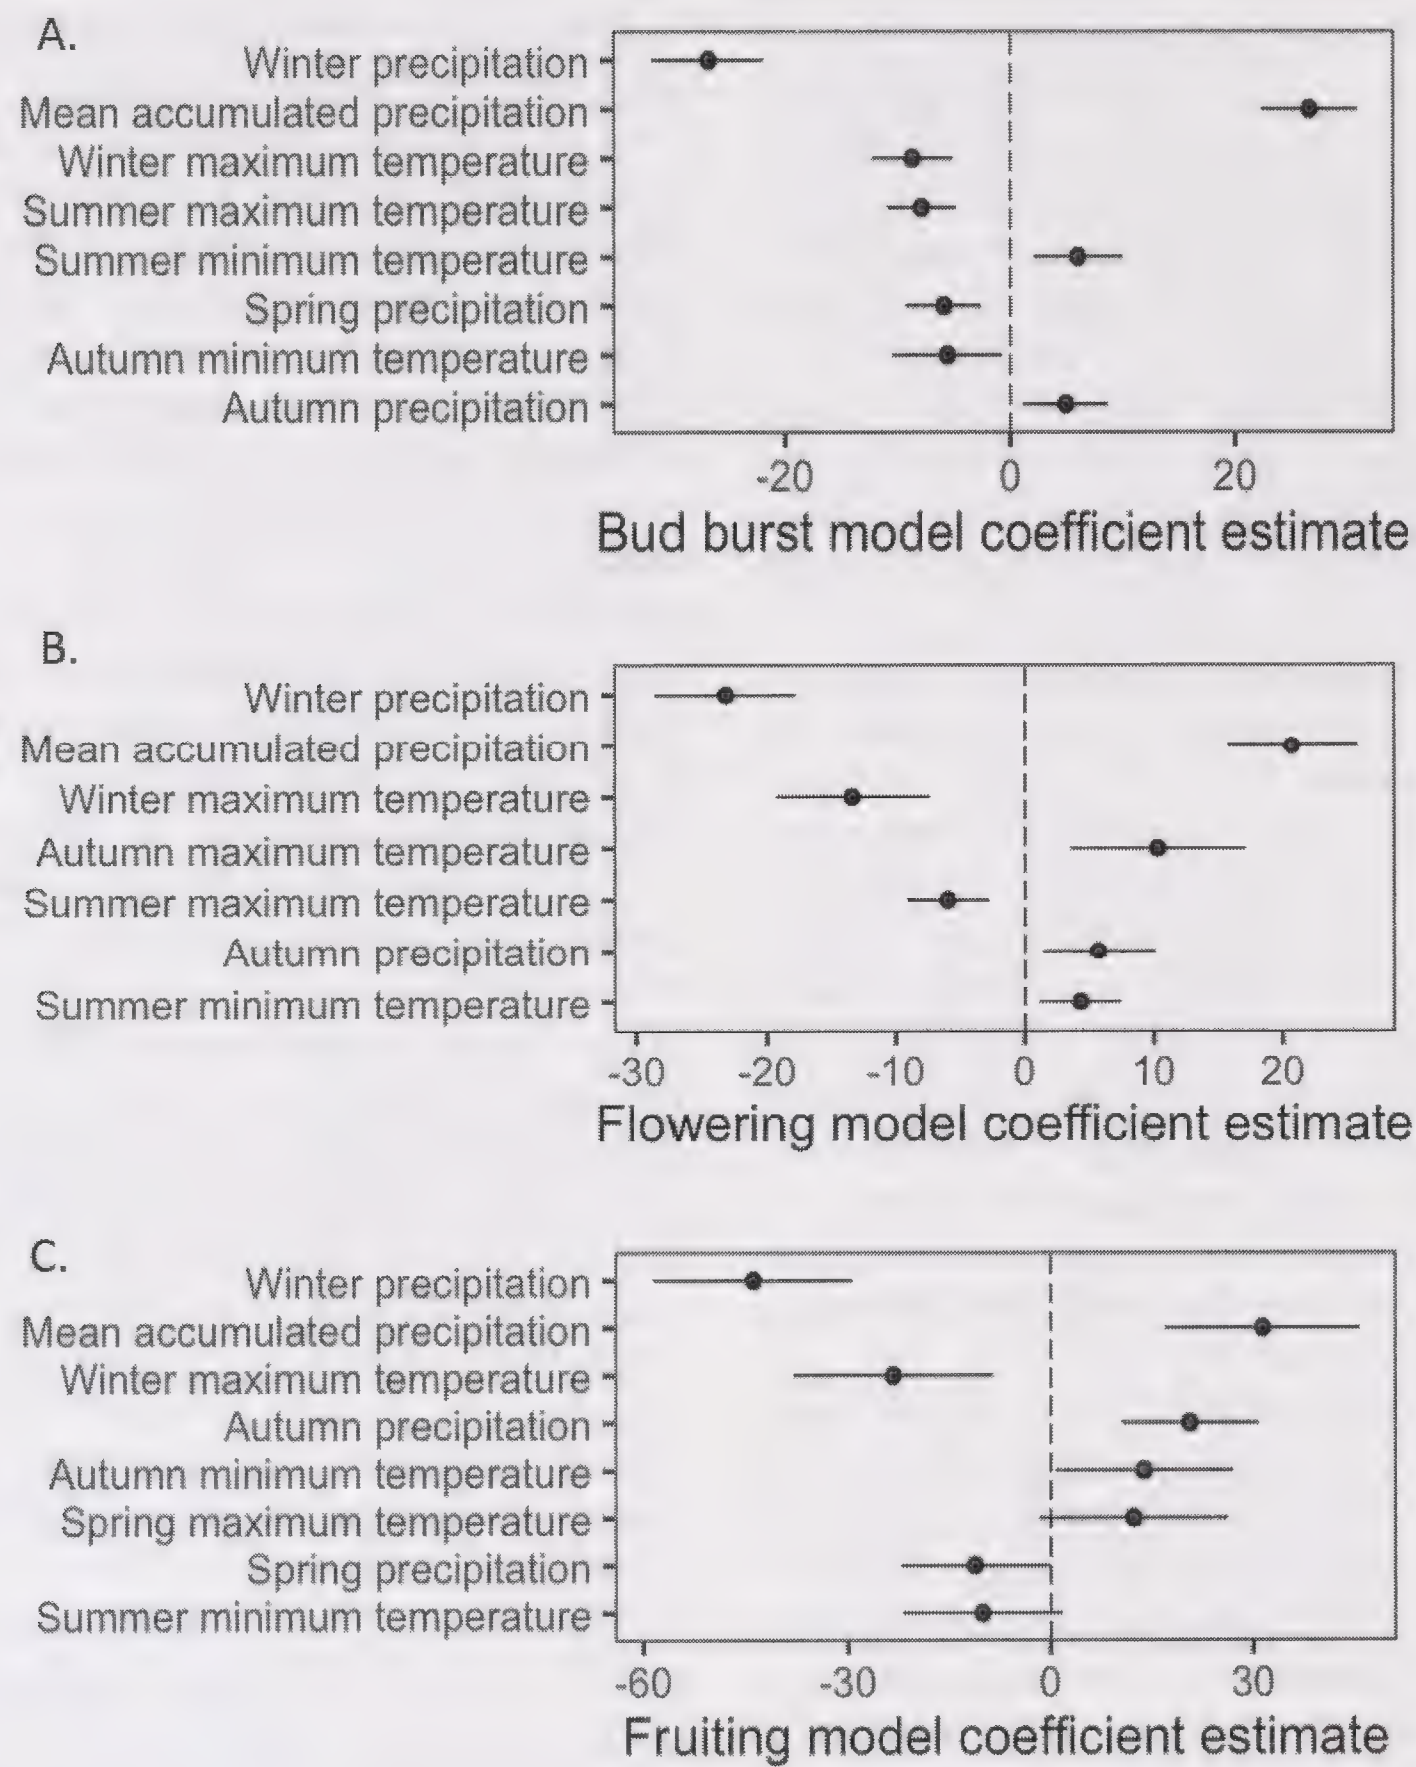 A.
Winter precipitation
Mean accumulated precipitation
Winter maximum temperature
Summer maximum temperature
Summer minimum temperature
Spring precipitation
Autumn minimum temperature
Autumn precipitation
-20 0 20
Bud burst model coefficient estimate
B.
Winter precipitation
Mean accumulated precipitation
Winter maximum temperature
Autumn maximum temperature
Summer maximum temperature
Autumn precipitation
Summer minimum temperature
-30 -20 -10 0 10 20
Flowering model coefficient estimate
C.
Winter precipitation
Mean accumulated precipitation
Winter maximum temperature
Autumn precipitation
Autumn minimum temperature
Spring maximum temperature
Spring precipitation
Summer minimum temperature
-60 -30 0 30
Fruiting model coefficient estimate